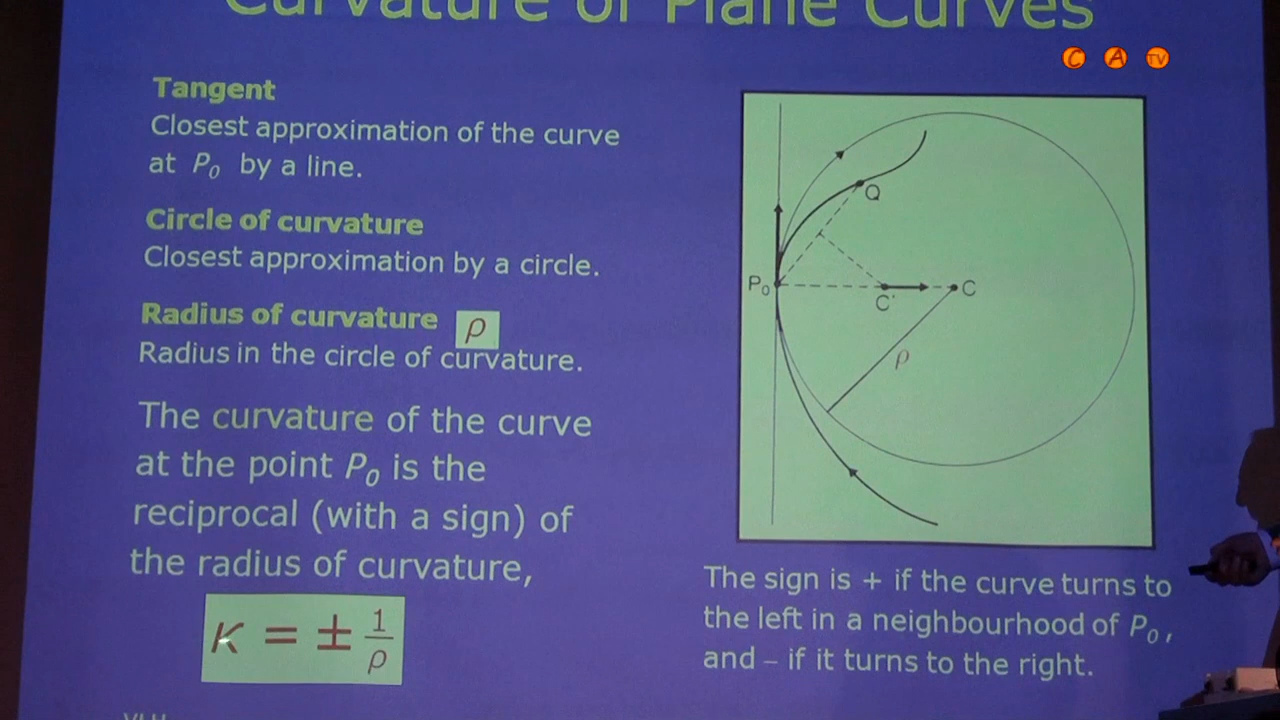 Curvature of Plane Curves
C A TV
Tangent
Closest approximation of the curve
at P₀ by a line.
Circle of curvature
Closest approximation by a circle.
Radius of curvature ρ
Radius in the circle of curvature.
The curvature of the curve
at the point P₀ is the
reciprocal (with a sign) of
the radius of curvature,
κ = ± 1/ρ
Q
P₀
C'
C
ρ
The sign is + if the curve turns to
the left in a neighbourhood of P₀,
and – if it turns to the right.